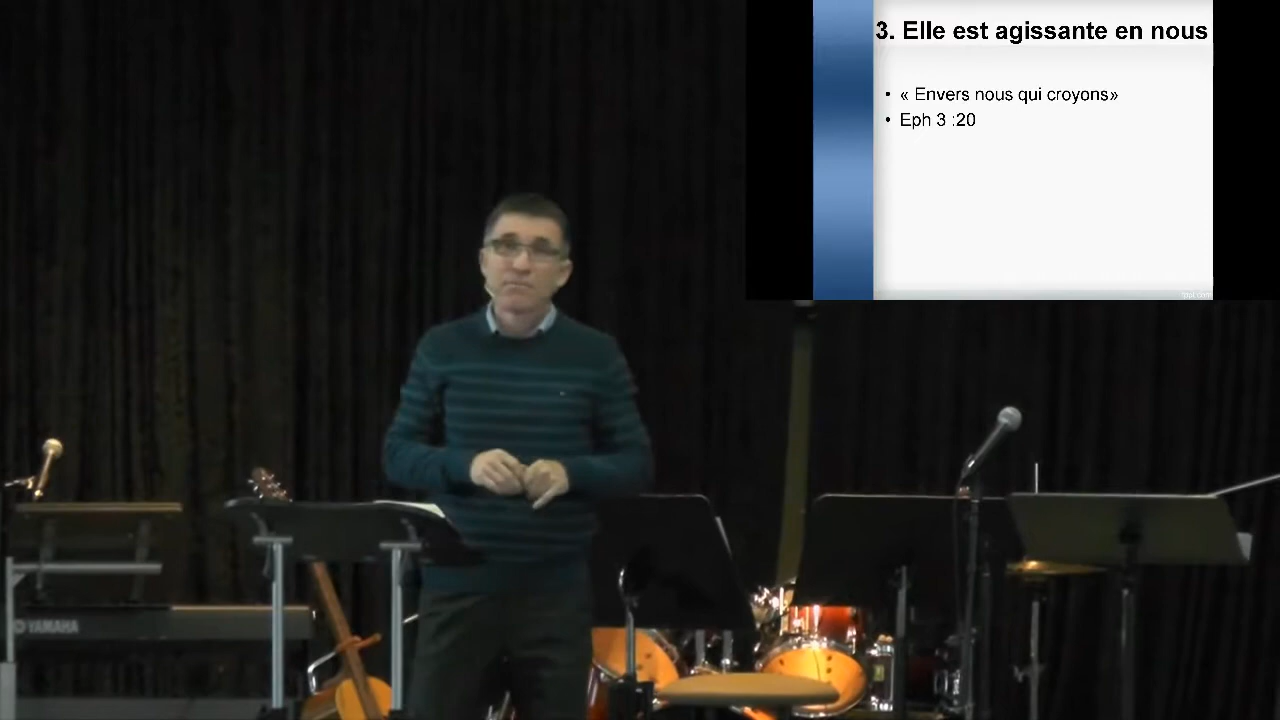 3. Elle est agissante en nous
• « Envers nous qui croyons»
• Eph 3 :20
YAMAHA